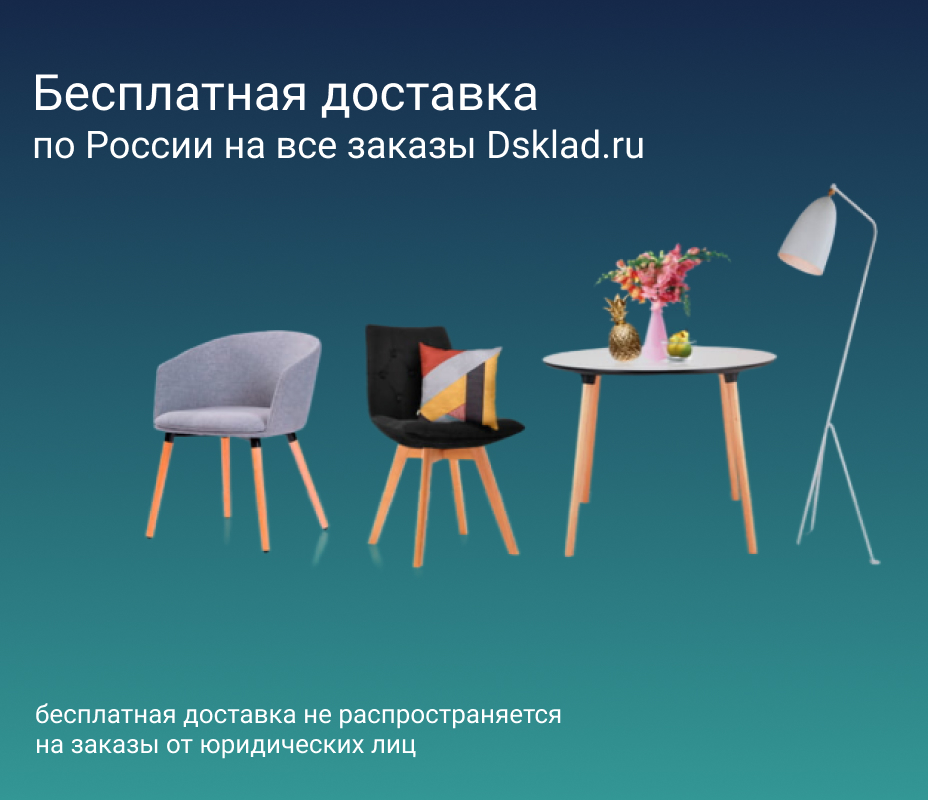 Бесплатная доставка
по России на все заказы Dsklad.ru
бесплатная доставка не распространяется
на заказы от юридических лиц